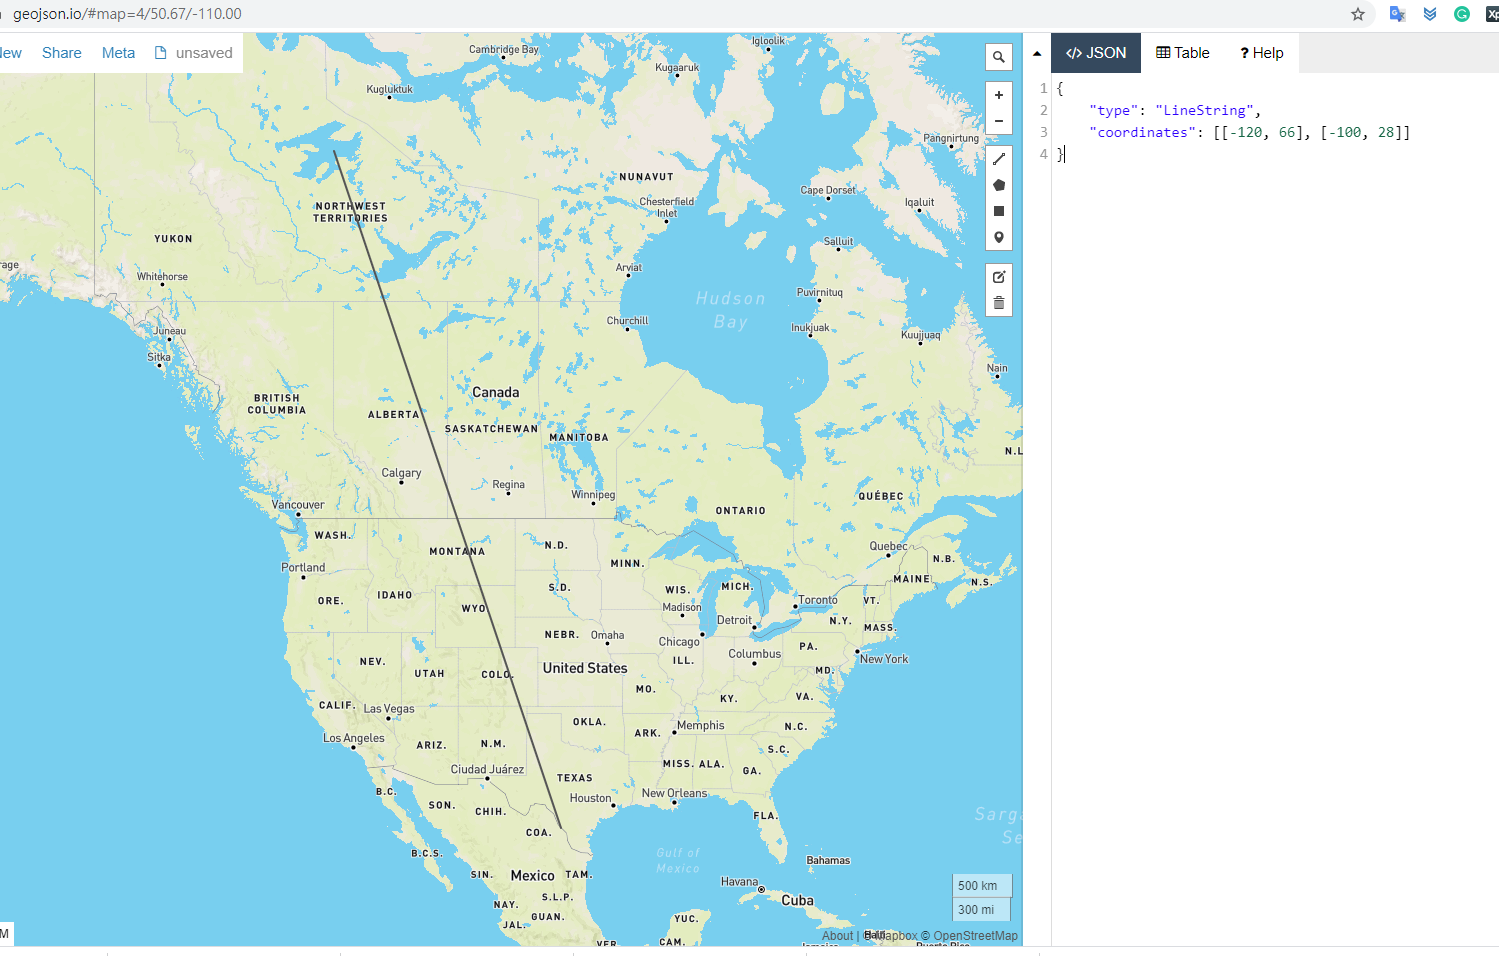 geojson.io/#map=4/50.67/-110.00
Share Meta unsaved
</> JSON Table ? Help
1 {
2 "type": "LineString",
3 "coordinates": [[-120, 66], [-100, 28]]
4 }
Cambridge Bay
Igloolik
Kugaaruk
Kugluktuk
Pangnirtung
NUNAVUT
Cape Dorset
Chesterfield
Inlet
Iqaluit
NORTHWEST
TERRITORIES
YUKON
Salluit
Whitehorse
Arviat
Hudson
Bay
Puvirnituq
Churchill
Inukjuak
Juneau
Kuujjuaq
Sitka
Nain
Canada
BRITISH
COLUMBIA
ALBERTA
SASKATCHEWAN
MANITOBA
N.L
Calgary
Regina
Winnipeg
QUÉBEC
Vancouver
ONTARIO
WASH.
MONTANA
N.D.
Quebec
MINN.
N.B.
Portland
MAINE
N.S.
IDAHO
S.D.
WIS.
MICH.
ORE.
WYO
Madison
Toronto
VT.
Detroit
N.Y.
MASS.
NEBR.
Omaha
Chicago
PA.
NEV.
UTAH
COLO.
United States
ILL.
Columbus
New York
MD.
MO.
KY.
VA.
CALIF.
Las Vegas
OKLA.
ARK.
Memphis
N.C.
Los Angeles
ARIZ.
N.M.
S.C.
Ciudad Juárez
TEXAS
MISS.
ALA.
GA.
B.C.
SON.
CHIH.
Houston
New Orleans
FLA.
COA.
Gulf of
Mexico
B.C.S.
Bahamas
SIN.
Mexico
TAM.
Havana
Cuba
S.L.P.
NAY.
GUAN.
JAL.
YUC.
CAM.
VER
500 km
300 mi
About | © Mapbox © OpenStreetMap
M